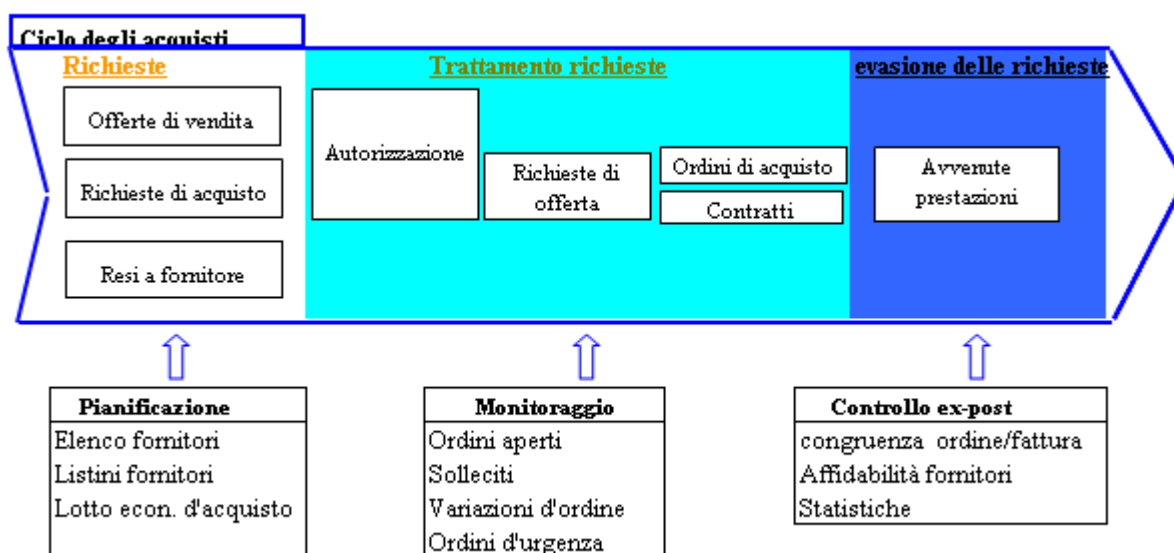 Ciclo degli acquisti
Richieste
Trattamento richieste
evasione delle richieste
Offerte di vendita
Richieste di acquisto
Resi a fornitore
Autorizzazione
Richieste di
offerta
Ordini di acquisto
Contratti
Avvenute
prestazioni
Pianificazione
Elenco fornitori
Listini fornitori
Lotto econ. d'acquisto
Monitoraggio
Ordini aperti
Solleciti
Variazioni d'ordine
Ordini d'urgenza
Controllo ex-post
congruenza ordine/fattura
Affidabilità fornitori
Statistiche